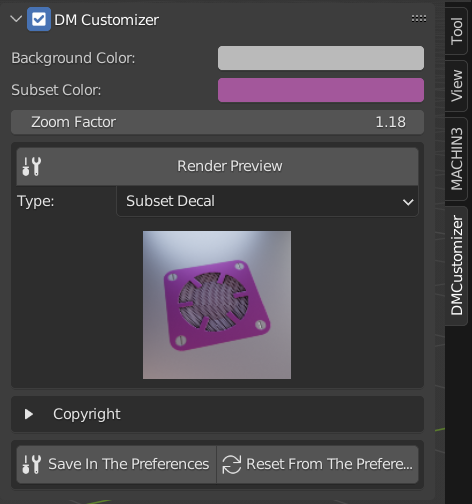 DM Customizer
Background Color:
Subset Color:
Zoom Factor 1.18
Render Preview
Type: Subset Decal
Copyright
Save In The Preferences
Reset From The Prefere...
Tool
View
MACHIN3
DMCustomizer